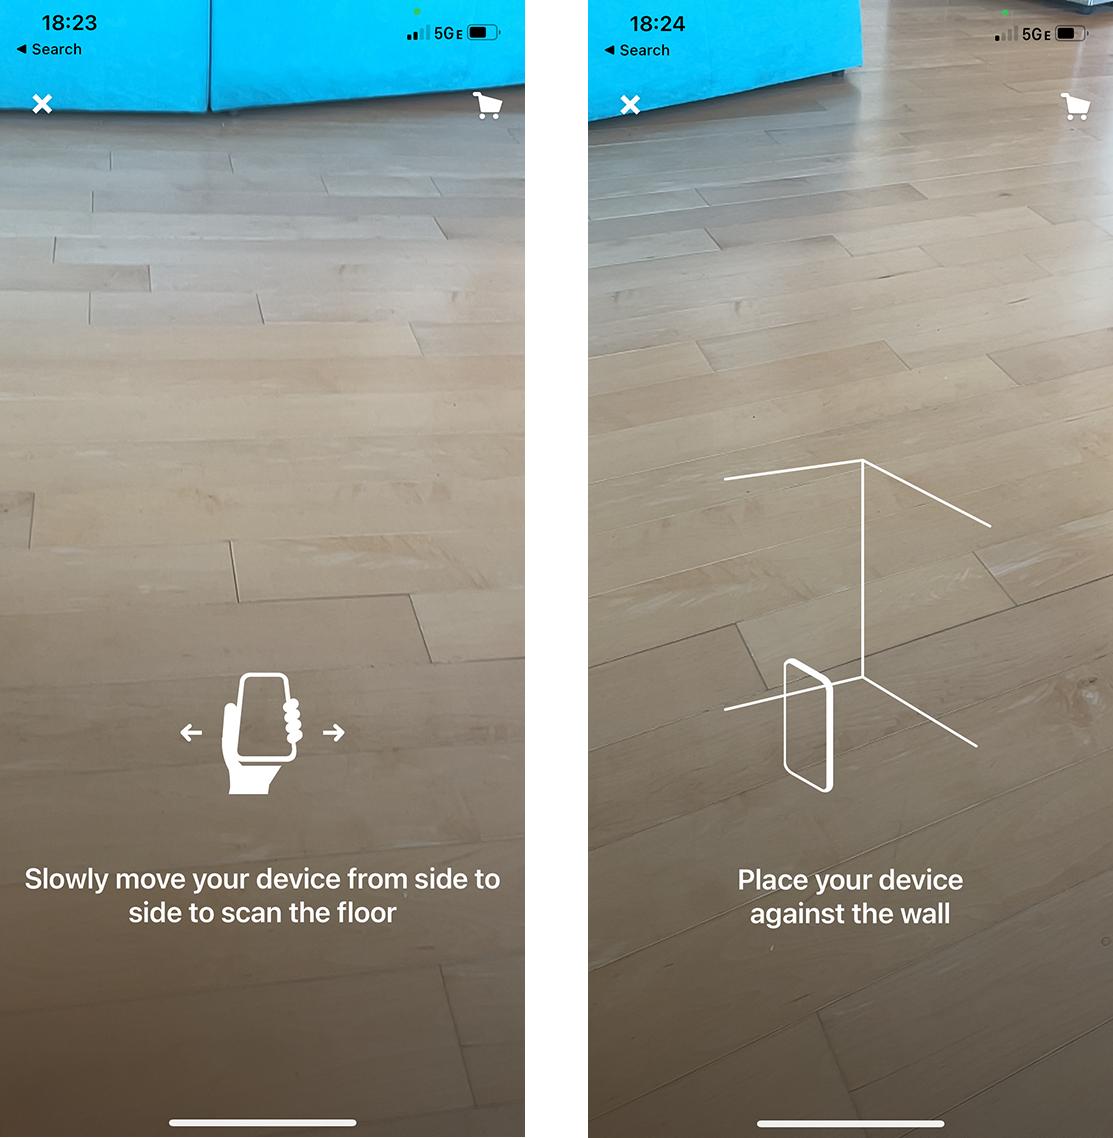 18:23
5GE
◀ Search
Slowly move your device from side to
side to scan the floor
18:24
5GE
◀ Search
Place your device
against the wall